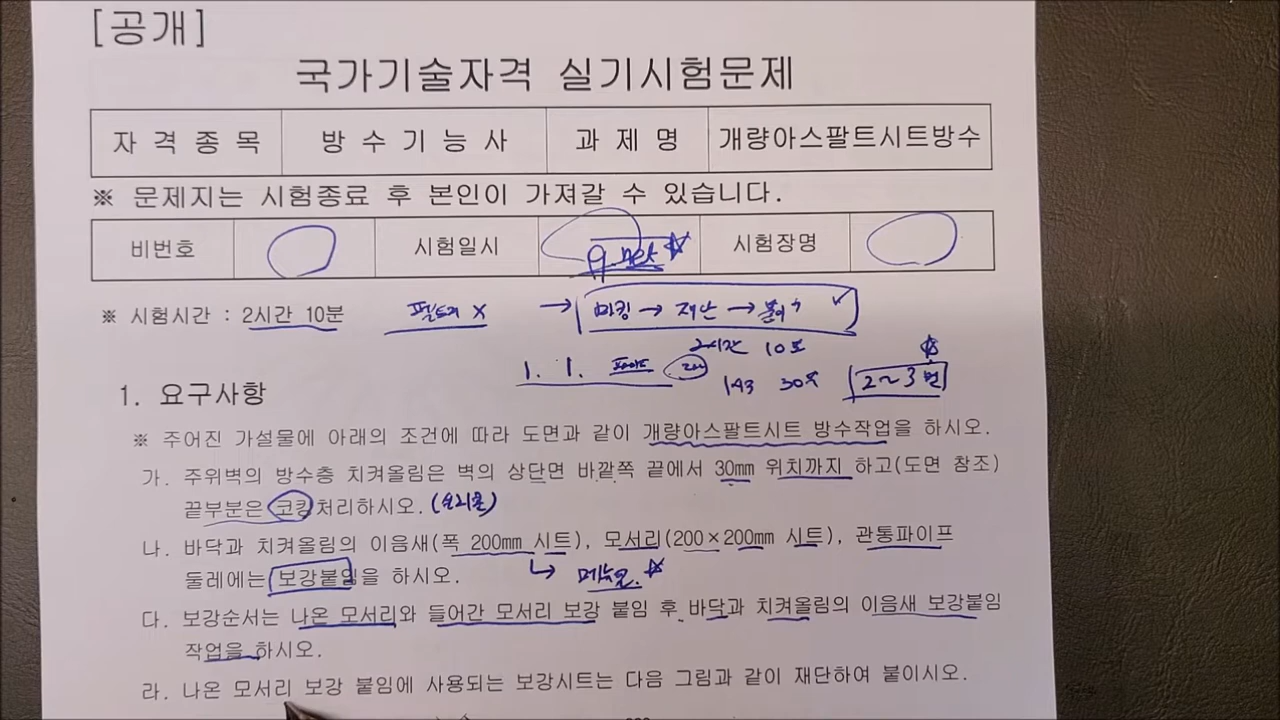 [공개]
국가기술자격 실기시험문제
자격종목 방수기능사 과제명 개량아스팔트시트방수
※ 문제지는 시험종료 후 본인이 가져갈 수 있습니다.
비번호 시험일시 시험장명
※ 시험시간 : 2시간 10분 → 마킹 → 재단 →
2시간 10분
1. 1.
143 30 2~3번
1. 요구사항
※ 주어진 가설물에 아래의 조건에 따라 도면과 같이 개량아스팔트시트 방수작업을 하시오.
가. 주위벽의 방수층 치켜올림은 벽의 상단면 바깥쪽 끝에서 30mm 위치까지 하고(도면 참조)
끝부분은 코킹처리하시오. (실리콘)
나. 바닥과 치켜올림의 이음새(폭 200mm 시트), 모서리(200×200mm 시트), 관통파이프
둘레에는 보강붙임을 하시오.
다. 보강순서는 나온 모서리와 들어간 모서리 보강 붙임 후 바닥과 치켜올림의 이음새 보강붙임
작업을 하시오.
라. 나온 모서리 보강 붙임에 사용되는 보강시트는 다음 그림과 같이 재단하여 붙이시오.